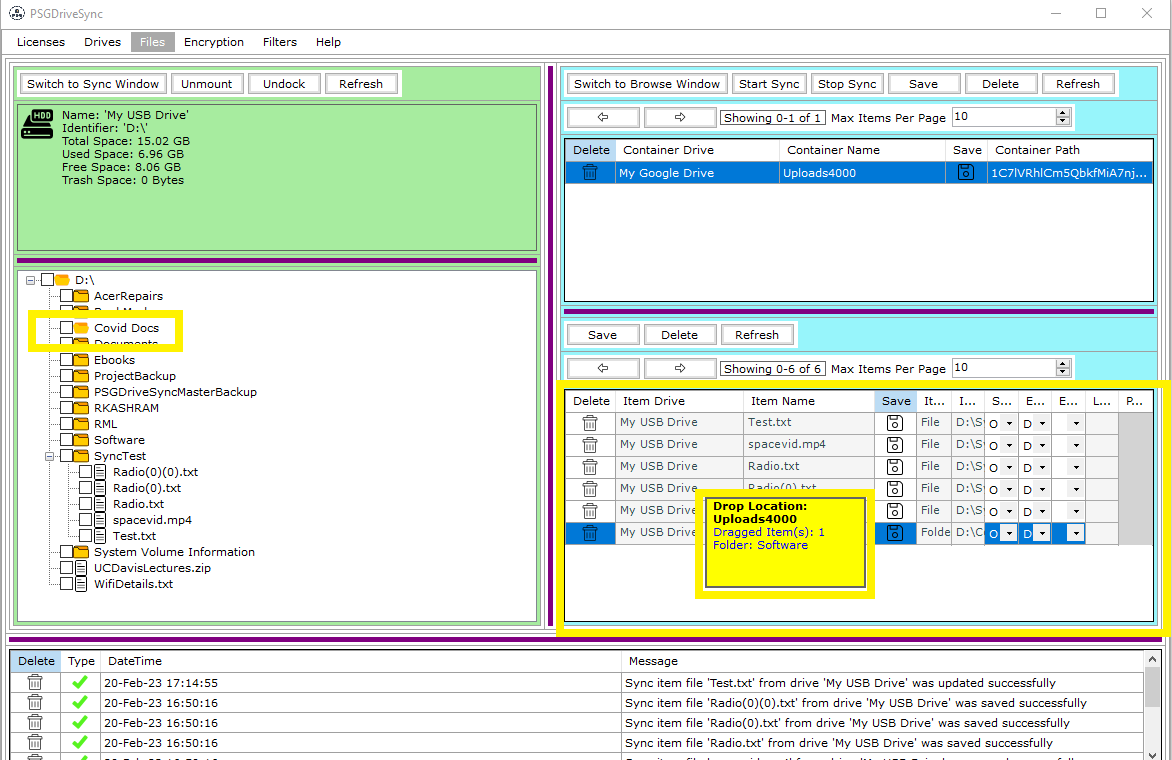 PSGDriveSync
Licenses Drives Files Encryption Filters Help
Switch to Sync Window Unmount Undock Refresh
HDD
Name: 'My USB Drive'
Identifier: 'D:\'
Total Space: 15.02 GB
Used Space: 6.96 GB
Free Space: 8.06 GB
Trash Space: 0 Bytes
D:\
AcerRepairs
Covid Docs
Documents
Ebooks
ProjectBackup
PSGDriveSyncMasterBackup
RKASHRAM
RML
Software
SyncTest
Radio(0)(0).txt
Radio(0).txt
Radio.txt
spacevid.mp4
Test.txt
System Volume Information
UCDavisLectures.zip
WifiDetails.txt
Switch to Browse Window Start Sync Stop Sync Save Delete Refresh
Showing 0-1 of 1 Max Items Per Page 10
Delete Container Drive Container Name Save Container Path
My Google Drive Uploads4000 1C7lVRhlCm5QbkfMiA7nj...
Save Delete Refresh
Showing 0-6 of 6 Max Items Per Page 10
Delete Item Drive Item Name Save It... I... S... E... E... L... P...
My USB Drive Test.txt File D:\S O D
My USB Drive spacevid.mp4 File D:\S O D
My USB Drive Radio.txt File D:\S O D
My USB Drive Radio(0).txt File D:\S O D
My USB Drive File D:\S O D
My USB Drive Folde D:\C O D
Drop Location:
Uploads4000
Dragged Item(s): 1
Folder: Software
Delete Type DateTime Message
20-Feb-23 17:14:55 Sync item file 'Test.txt' from drive 'My USB Drive' was updated successfully
20-Feb-23 16:50:16 Sync item file 'Radio(0)(0).txt' from drive 'My USB Drive' was saved successfully
20-Feb-23 16:50:16 Sync item file 'Radio(0).txt' from drive 'My USB Drive' was saved successfully
20-Feb-23 16:50:16 Sync item file 'Radio.txt' from drive 'My USB Drive' was saved successfully